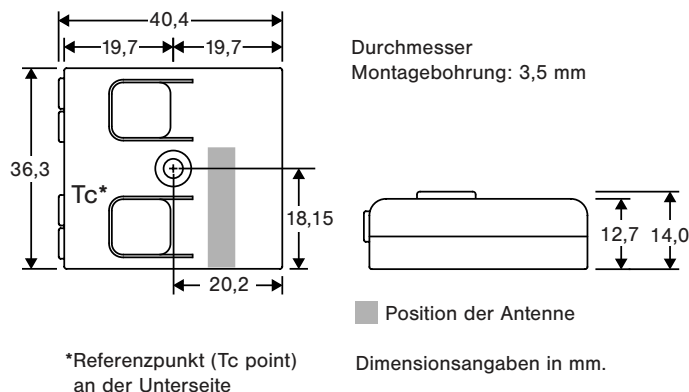 40,4
19,7
19,7
Durchmesser
Montagebohrung: 3,5 mm
36,3
Tc*
18,15
12,7
14,0
20,2
Position der Antenne
*Referenzpunkt (Tc point)
an der Unterseite
Dimensionsangaben in mm.